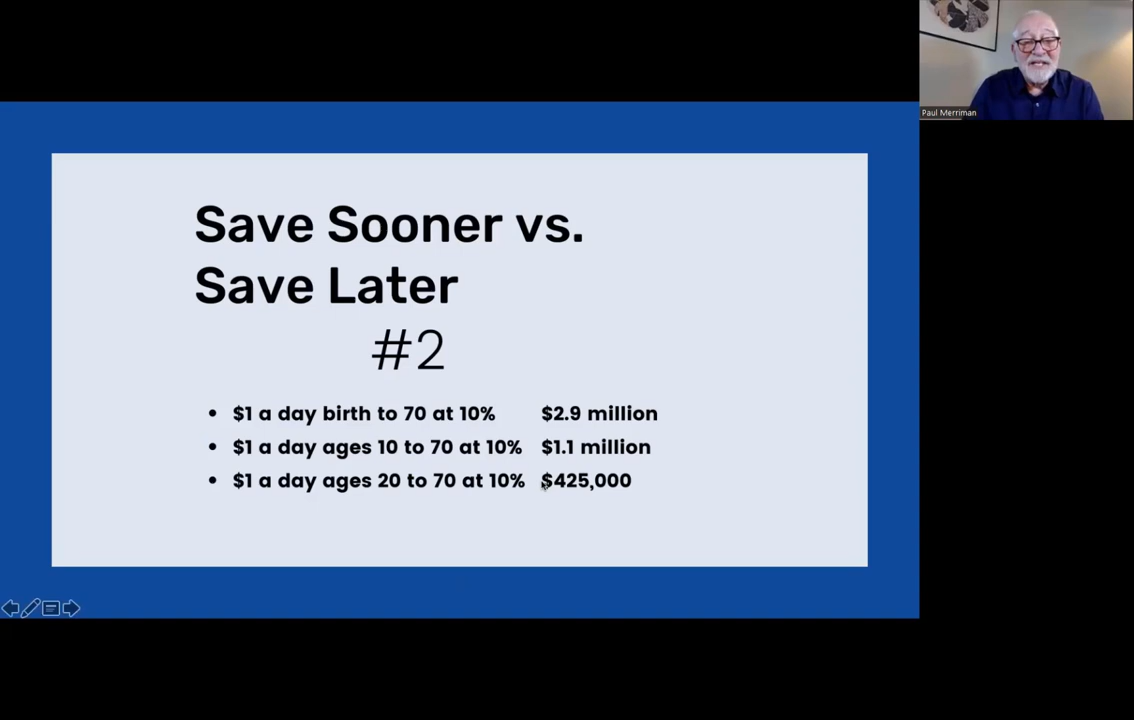 Paul Merriman
Save Sooner vs.
Save Later
#2
• $1 a day birth to 70 at 10% $2.9 million
• $1 a day ages 10 to 70 at 10% $1.1 million
• $1 a day ages 20 to 70 at 10% $425,000